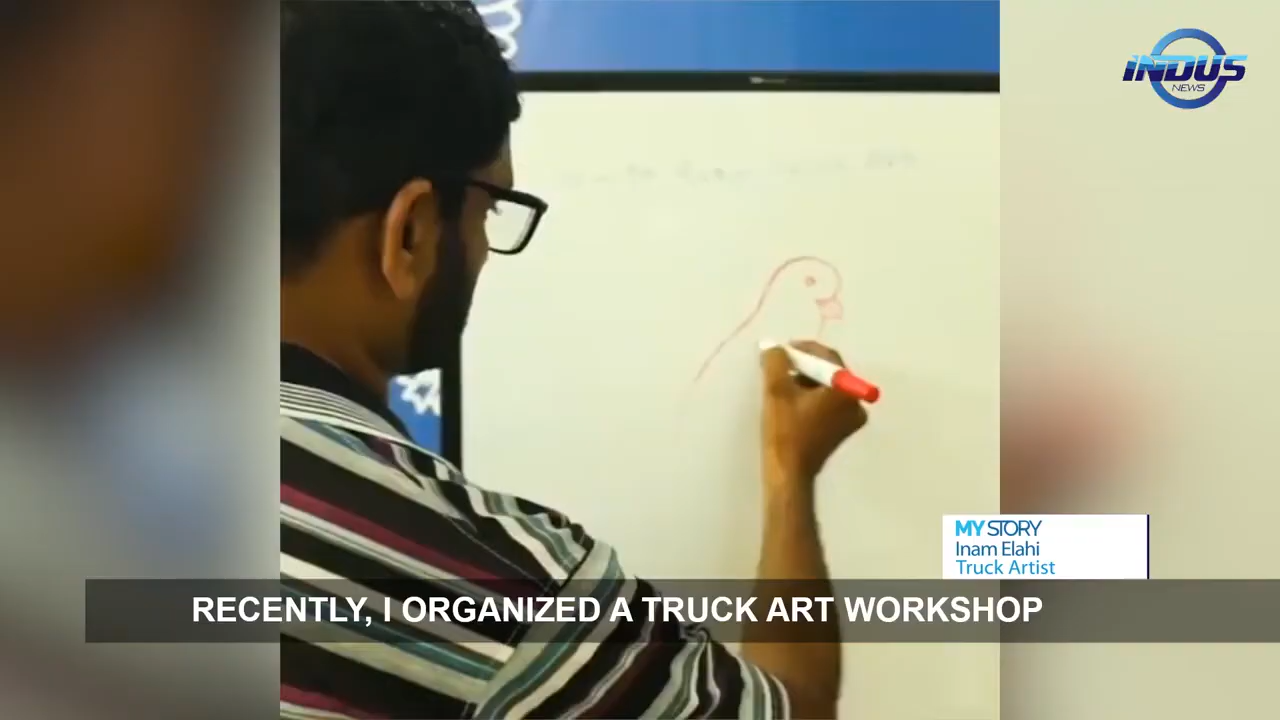 INDUS
NEWS
MY STORY
Inam Elahi
Truck Artist
RECENTLY, I ORGANIZED A TRUCK ART WORKSHOP